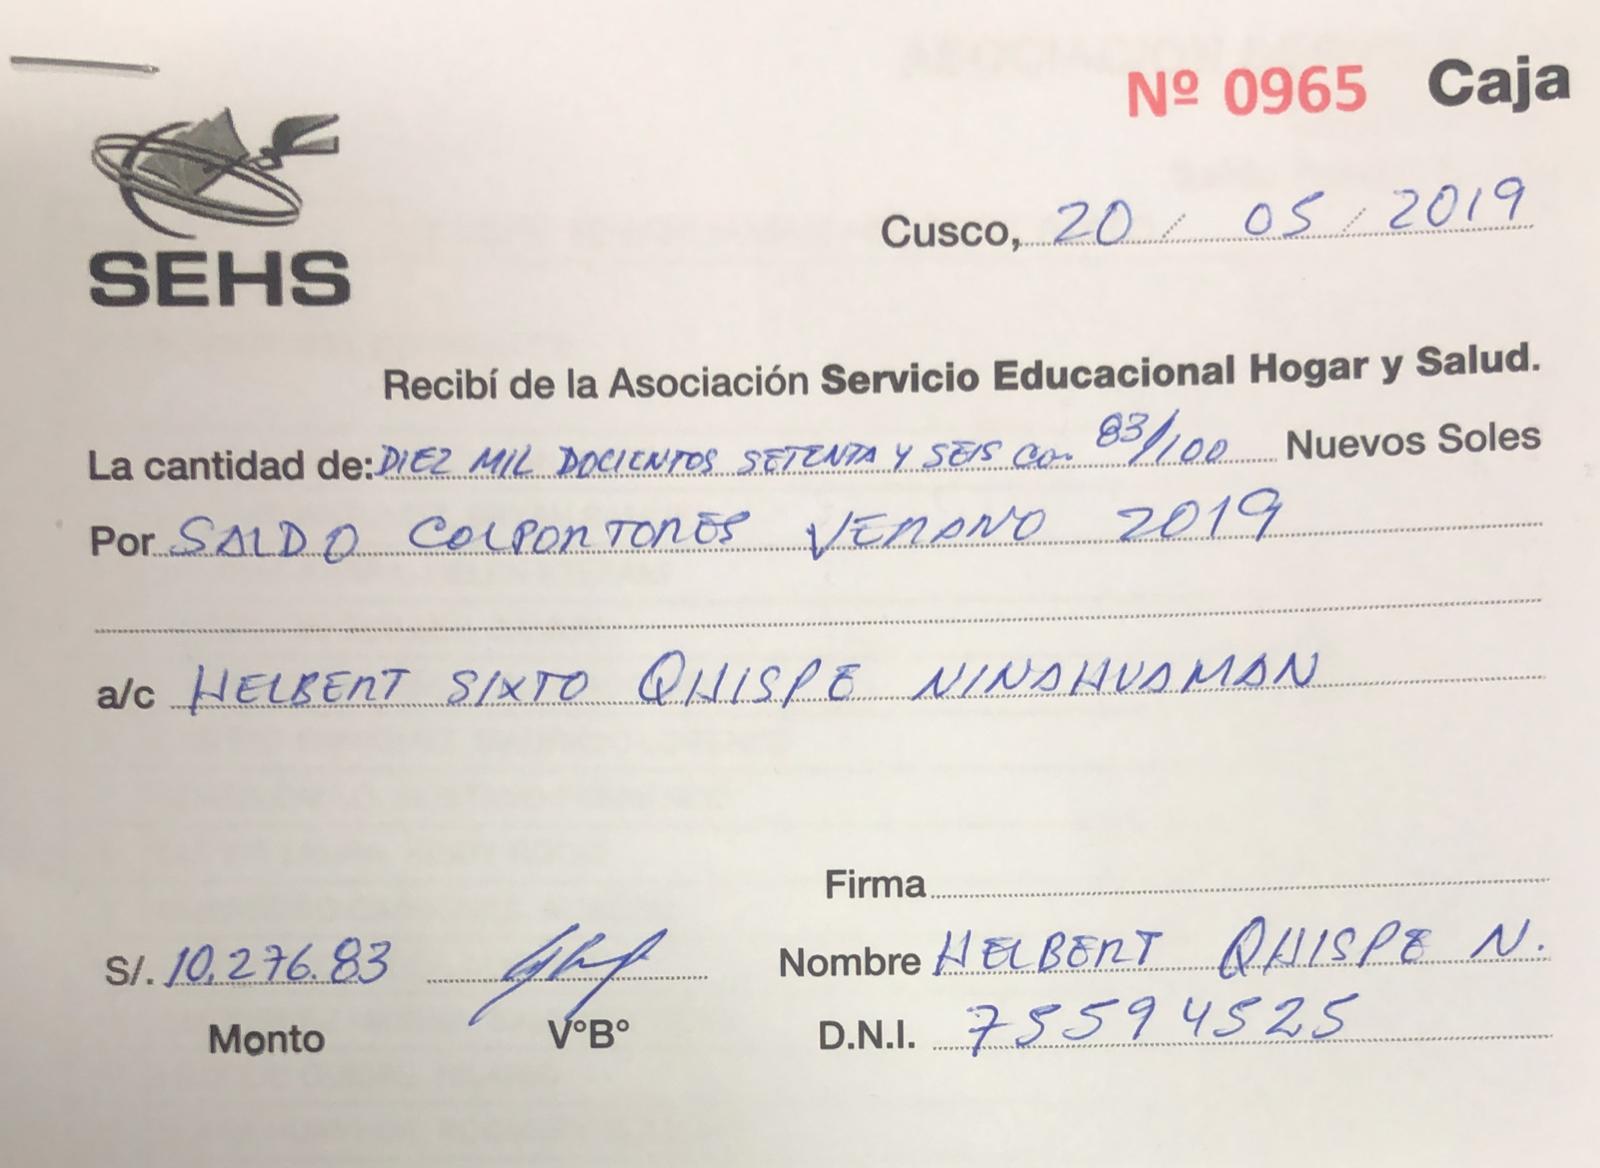 Nº 0965 Caja
SEHS
Cusco, 20 / 05 / 2019
Recibí de la Asociación Servicio Educacional Hogar y Salud.
La cantidad de: DIEZ MIL DOCIENTOS SETENTA Y SEIS Con 83/100 Nuevos Soles
Por SALDO COLPORTORES VERANO 2019
a/c HELBERT SIXTO QUISPE NINAHUAMAN
Firma
S/. 10,276.83
Nombre HELBERT QUISPE N.
Monto
VºBº
D.N.I. 75594525